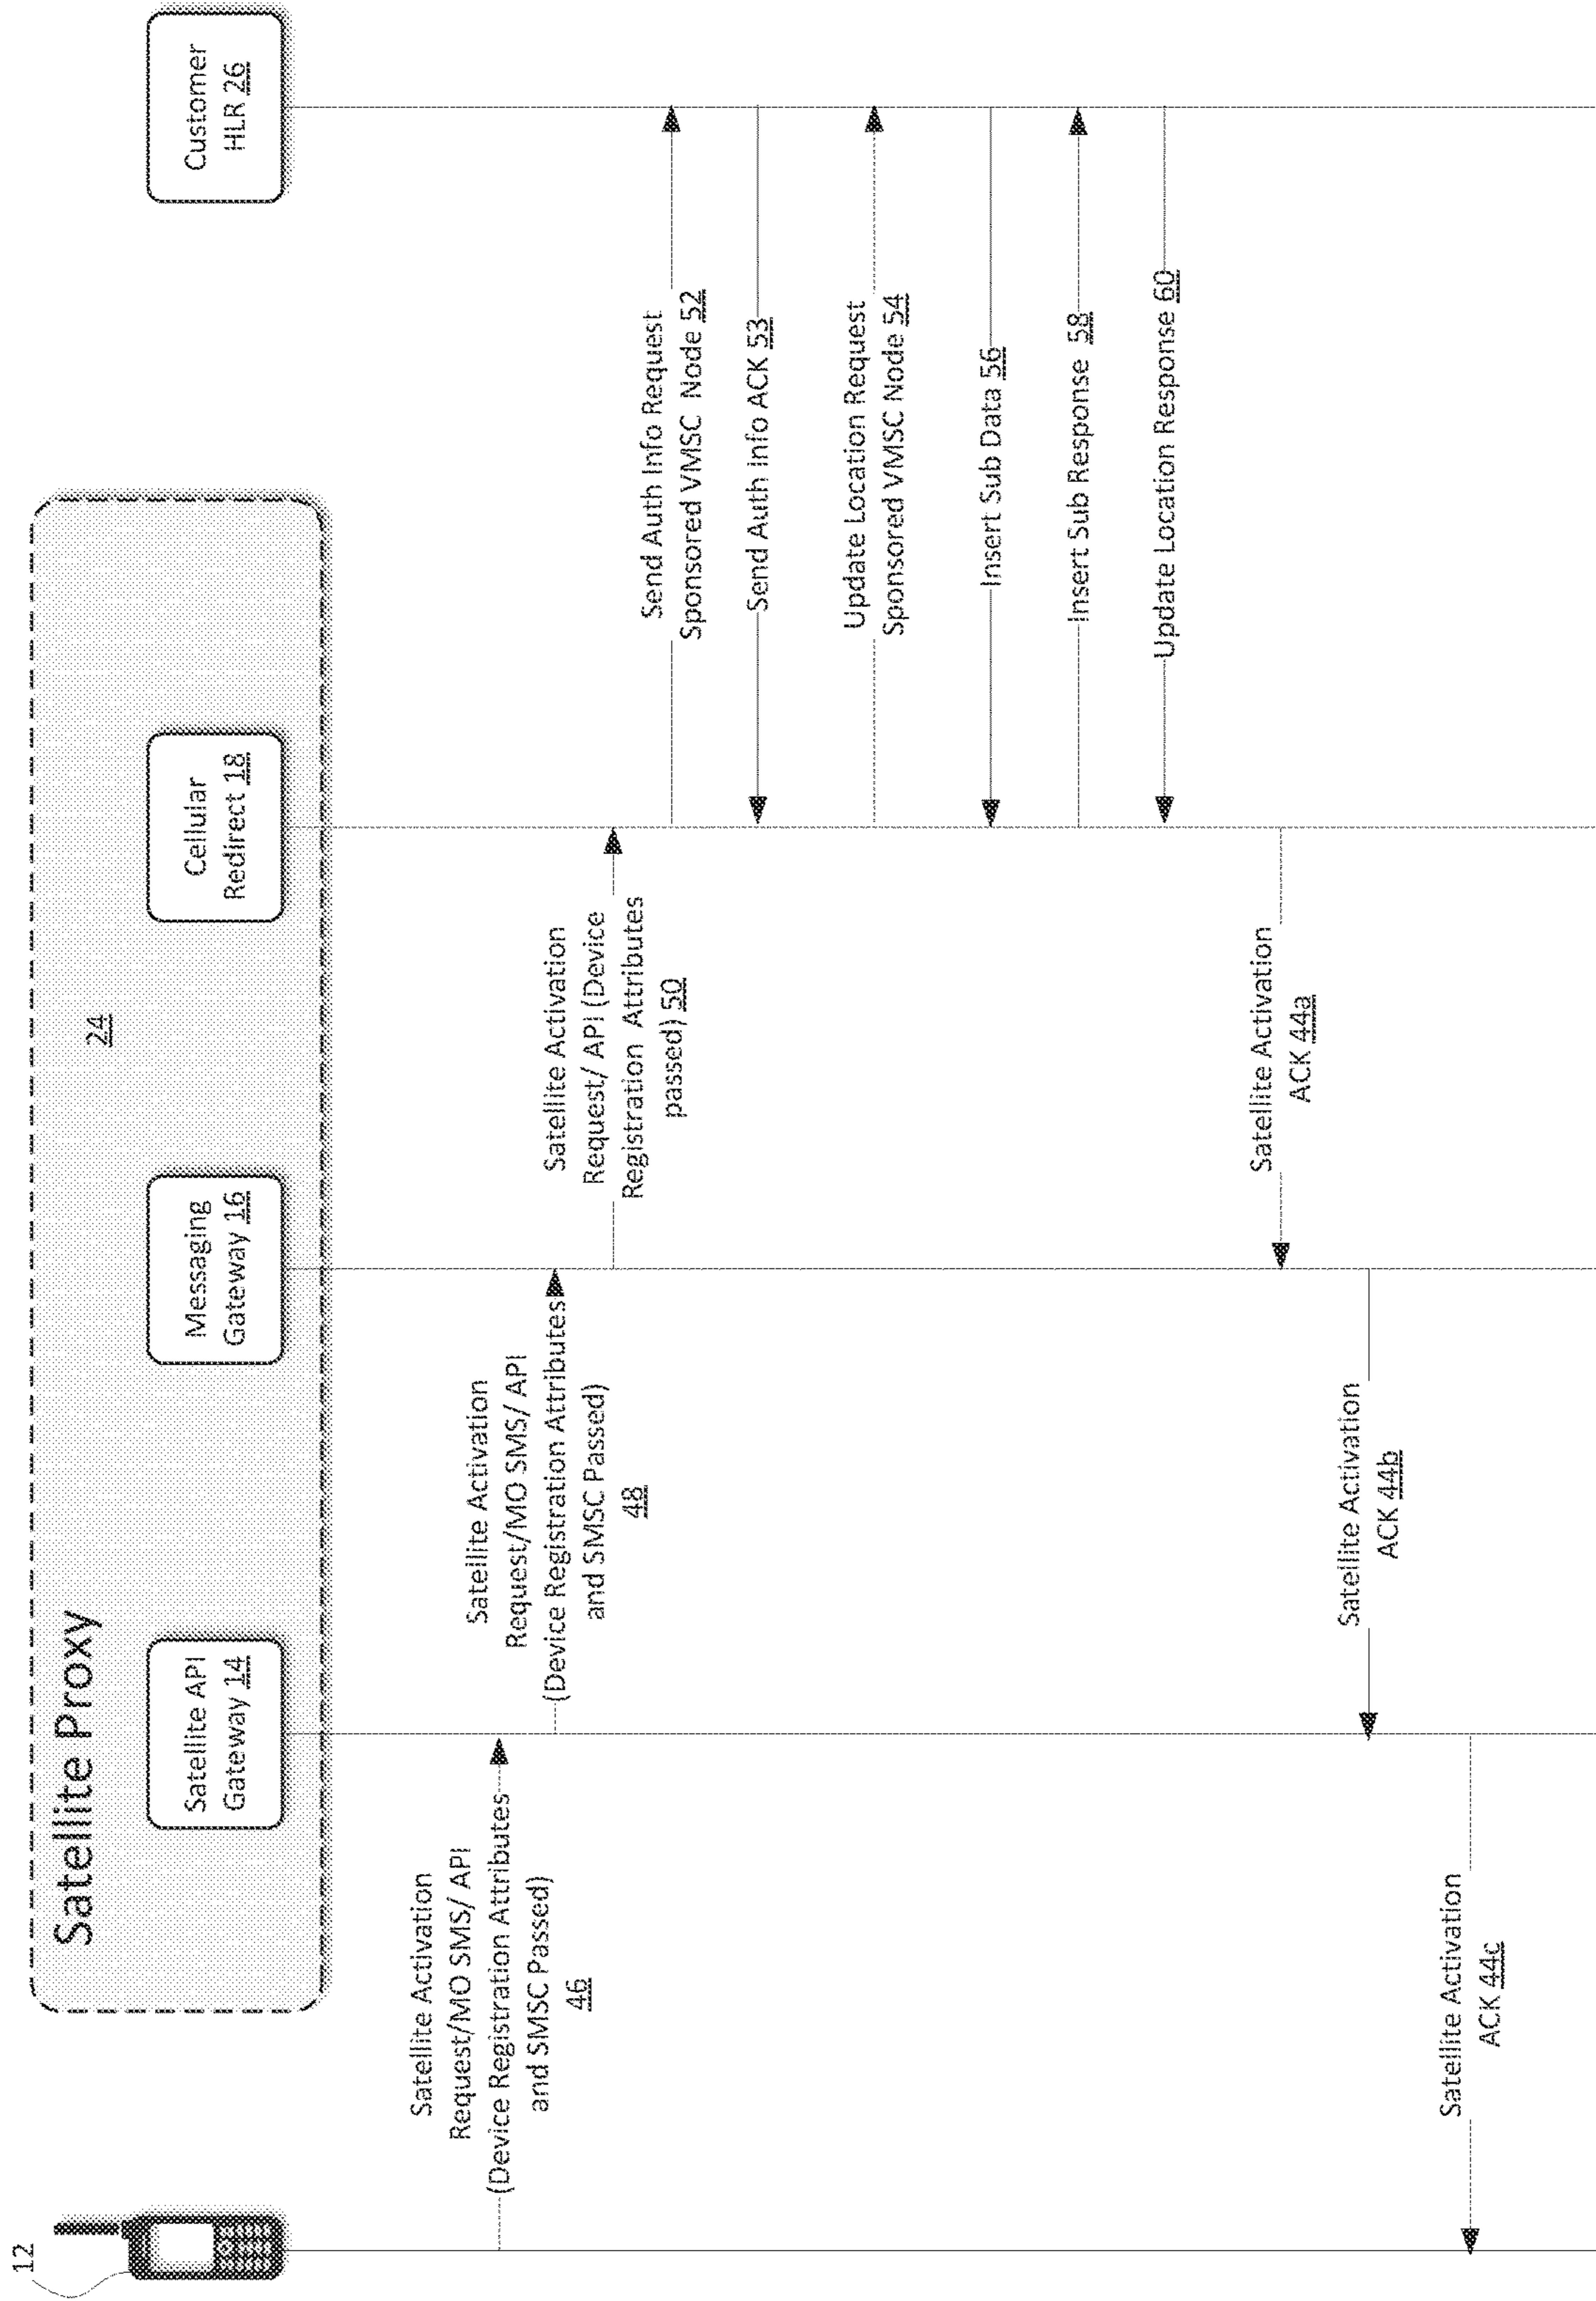 12
Satellite Proxy
24
Satellite API
Gateway 14
Messaging
Gateway 16
Cellular
Redirect 18
Customer
HLR 26
Satellite Activation
Request/MO SMS/ API
(Device Registration Attributes
and SMSC Passed)
46
Satellite Activation
Request/MO SMS/ API
(Device Registration Attributes
and SMSC Passed)
48
Satellite Activation
Request/ API (Device
Registration Attributes
passed) 50
Send Auth Info Request
Sponsored VMSC Node 52
Send Auth Info ACK 53
Update Location Request
Sponsored VMSC Node 54
Insert Sub Data 56
Insert Sub Response 58
Update Location Response 60
Satellite Activation
ACK 44a
Satellite Activation
ACK 44b
Satellite Activation
ACK 44c